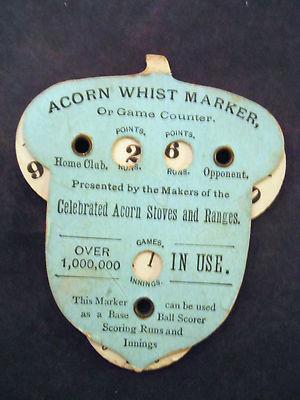 ACORN WHIST MARKER,
Or Game Counter.
POINTS. POINTS.
Home Club. 2 6 Opponent.
RUNS. RUNS.
9
Presented by the Makers of the
Celebrated Acorn Stoves and Ranges.
GAMES.
OVER
1,000,000 1 IN USE.
INNINGS.
This Marker can be used
as a Base Ball Scorer
Scoring Runs and
Innings